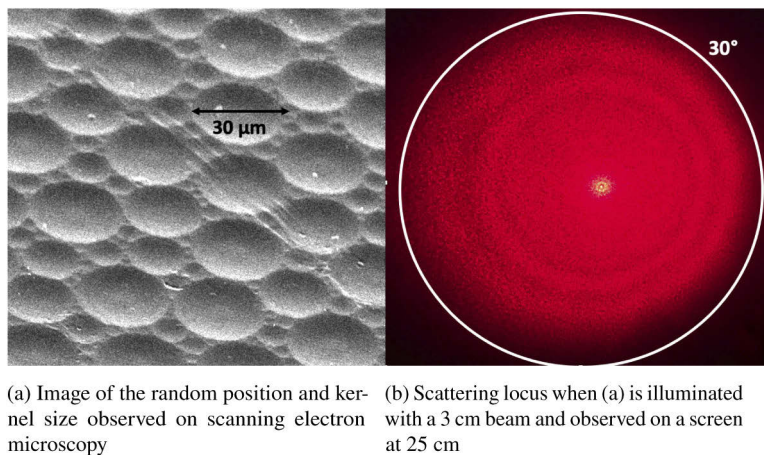 30 µm
30°
(a) Image of the random position and ker-
nel size observed on scanning electron
microscopy
(b) Scattering locus when (a) is illuminated
with a 3 cm beam and observed on a screen
at 25 cm